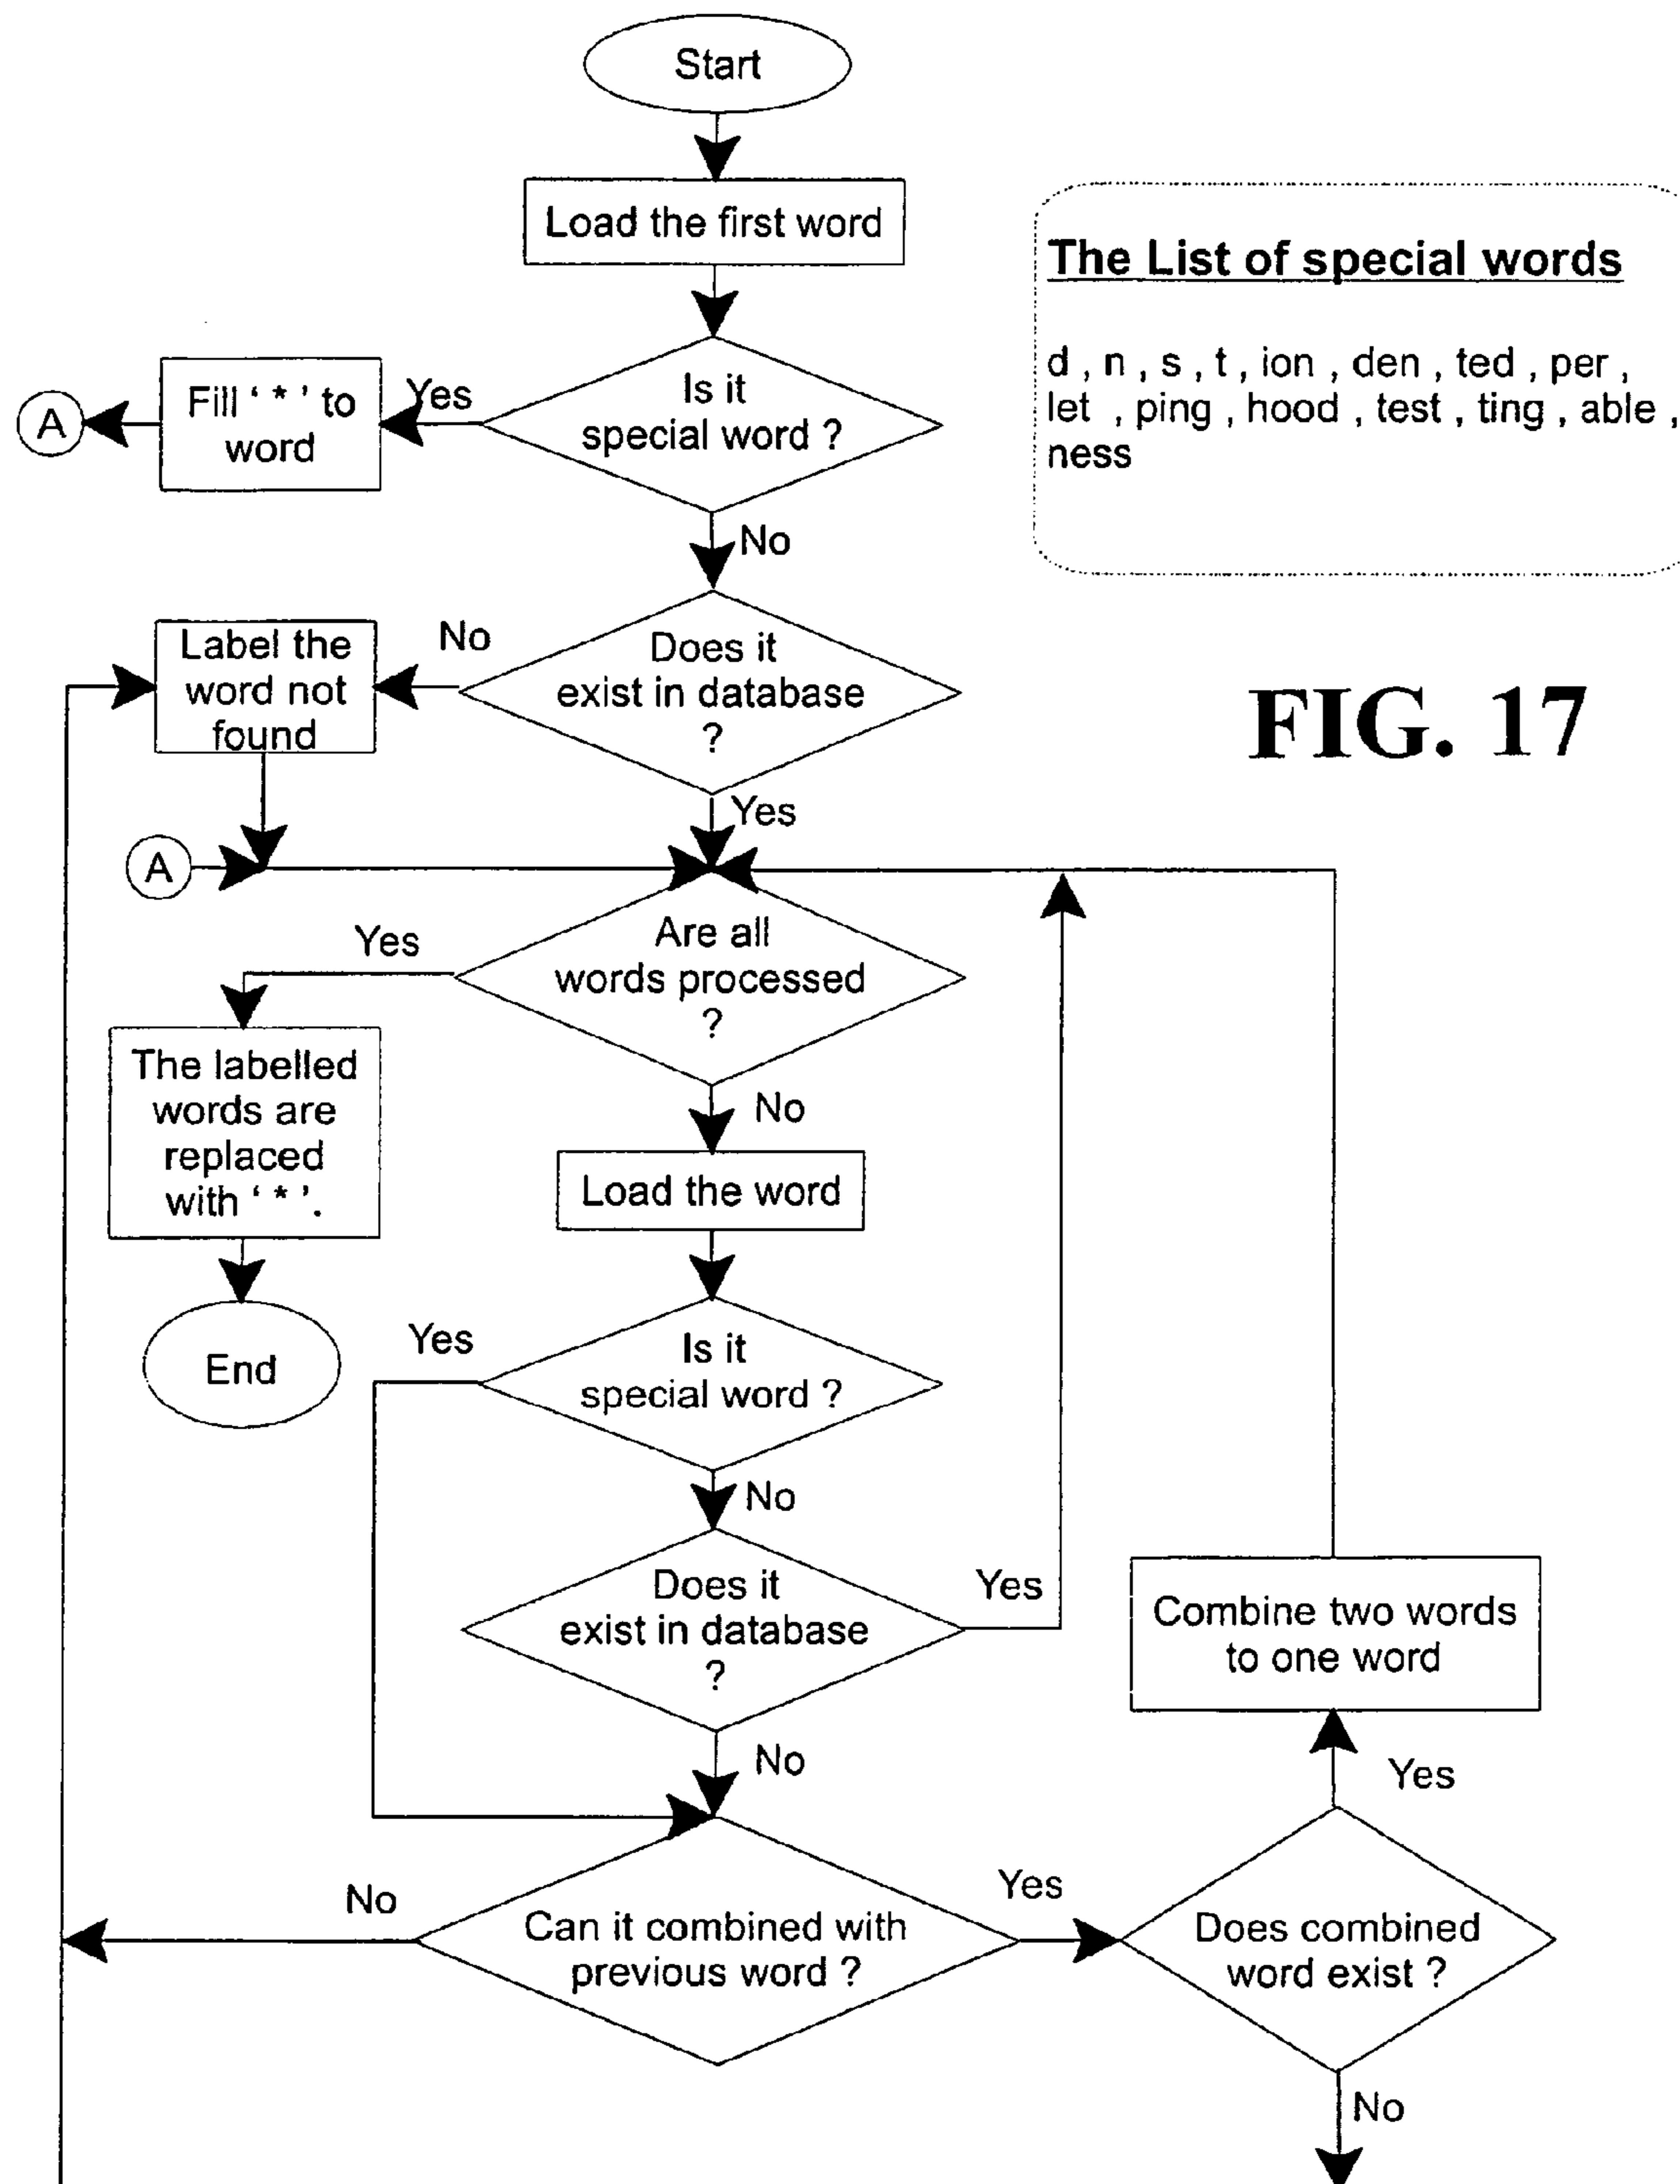 Start
Load the first word
The List of special words
d , n , s , t , ion , den , ted , per ,
let , ping , hood , test , ting , able ,
ness
Is it
special word ?
Yes
Fill ‘ * ’ to
word
A
No
Does it
exist in database
?
No
Label the
word not
found
FIG. 17
Yes
A
Are all
words processed
?
Yes
The labelled
words are
replaced
with ‘ * ’.
End
No
Load the word
Is it
special word ?
Yes
No
Does it
exist in database
?
Yes
Combine two words
to one word
No
Yes
Can it combined with
previous word ?
No
Yes
Does combined
word exist ?
No